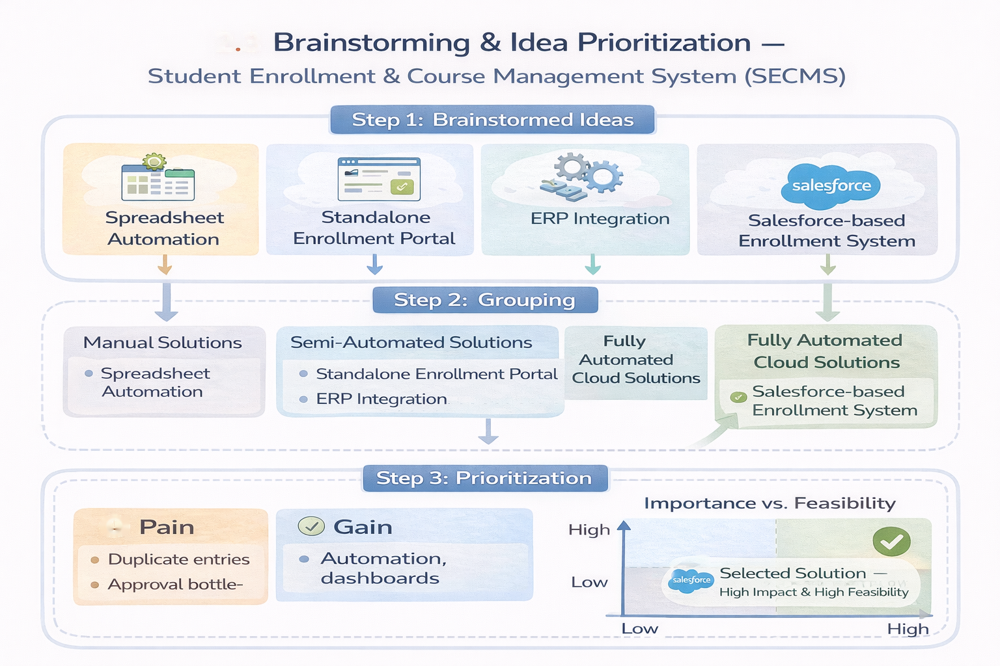 Brainstorming & Idea Prioritization —
Student Enrollment & Course Management System (SECMS)
Step 1: Brainstormed Ideas
Spreadsheet
Automation
Standalone
Enrollment Portal
ERP Integration
salesforce
Salesforce-based
Enrollment System
Step 2: Grouping
Manual Solutions
Spreadsheet
Automation
Semi-Automated Solutions
Standalone Enrollment Portal
ERP Integration
Fully
Automated
Cloud Solutions
Fully Automated
Cloud Solutions
Salesforce-based
Enrollment System
Step 3: Prioritization
Pain
Duplicate entries
Approval bottle-
Gain
Automation,
dashboards
Importance vs. Feasibility
High
Low
salesforce
Selected Solution —
High Impact & High Feasibility
Low
High